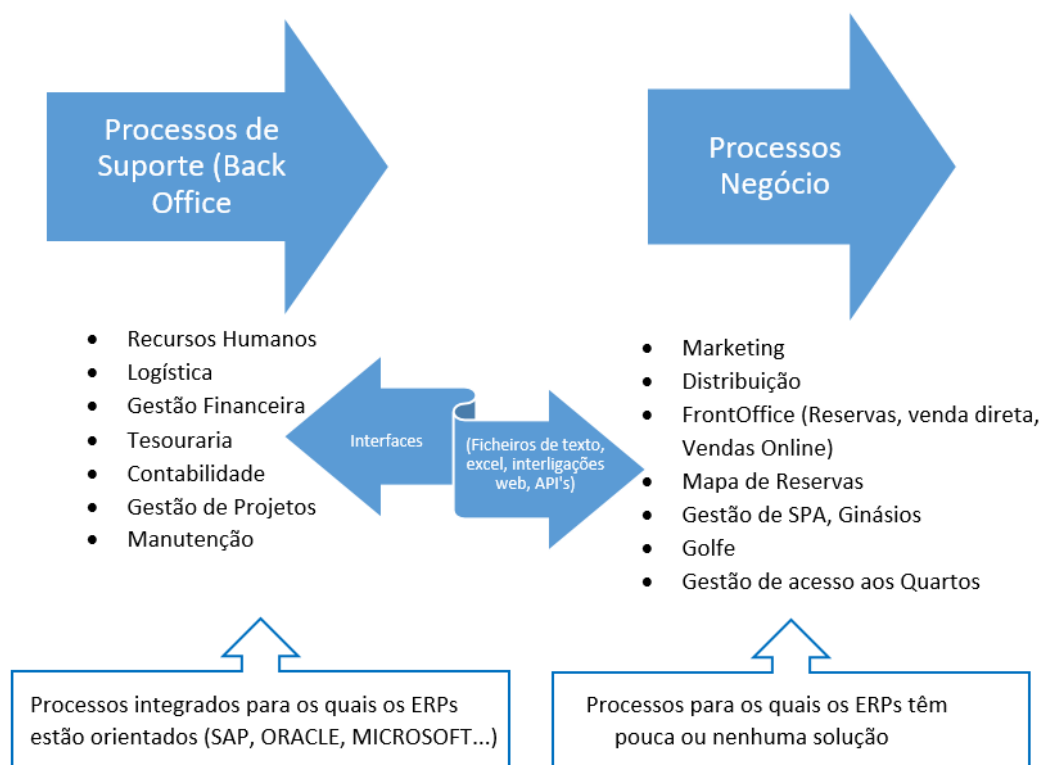 Processos de
Suporte (Back
Office
Processos
Negócio
• Recursos Humanos
• Logística
• Gestão Financeira
• Tesouraria
• Contabilidade
• Gestão de Projetos
• Manutenção
Interfaces
(Ficheiros de texto,
excel, interligações
web, API's)
• Marketing
• Distribuição
• FrontOffice (Reservas, venda direta,
Vendas Online)
• Mapa de Reservas
• Gestão de SPA, Ginásios
• Golfe
• Gestão de acesso aos Quartos
Processos integrados para os quais os ERPs
estão orientados (SAP, ORACLE, MICROSOFT...)
Processos para os quais os ERPs têm
pouca ou nenhuma solução